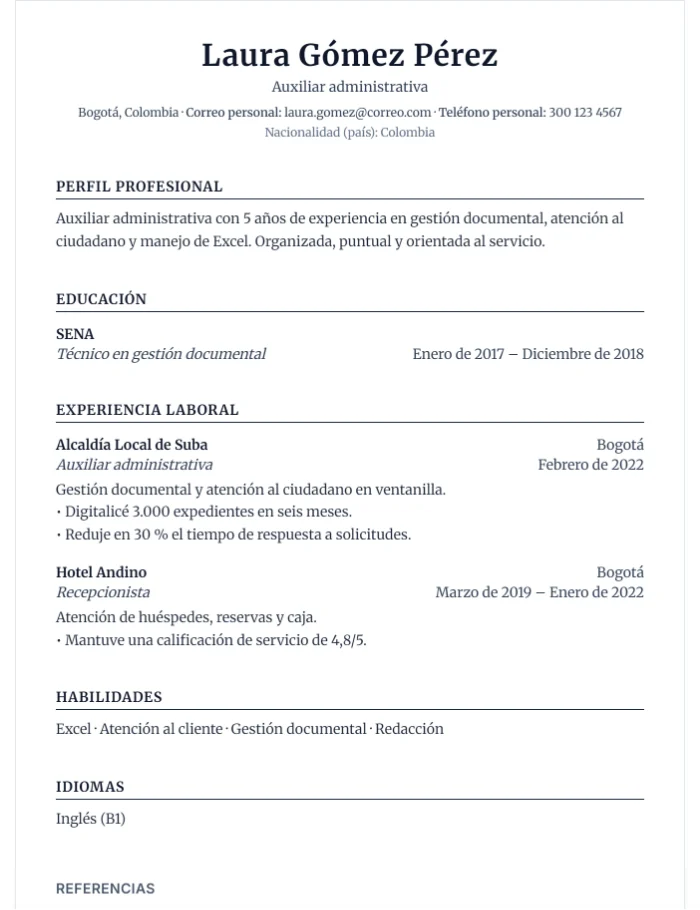 Laura Gómez Pérez
Auxiliar administrativa
Bogotá, Colombia · Correo personal: laura.gomez@correo.com · Teléfono personal: 300 123 4567
Nacionalidad (país): Colombia
PERFIL PROFESIONAL
Auxiliar administrativa con 5 años de experiencia en gestión documental, atención al
ciudadano y manejo de Excel. Organizada, puntual y orientada al servicio.
EDUCACIÓN
SENA
Técnico en gestión documental Enero de 2017 – Diciembre de 2018
EXPERIENCIA LABORAL
Alcaldía Local de Suba Bogotá
Auxiliar administrativa Febrero de 2022
Gestión documental y atención al ciudadano en ventanilla.
· Digitalicé 3.000 expedientes en seis meses.
· Reduje en 30 % el tiempo de respuesta a solicitudes.
Hotel Andino Bogotá
Recepcionista Marzo de 2019 – Enero de 2022
Atención de huéspedes, reservas y caja.
· Mantuve una calificación de servicio de 4,8/5.
HABILIDADES
Excel · Atención al cliente · Gestión documental · Redacción
IDIOMAS
Inglés (B1)
REFERENCIAS